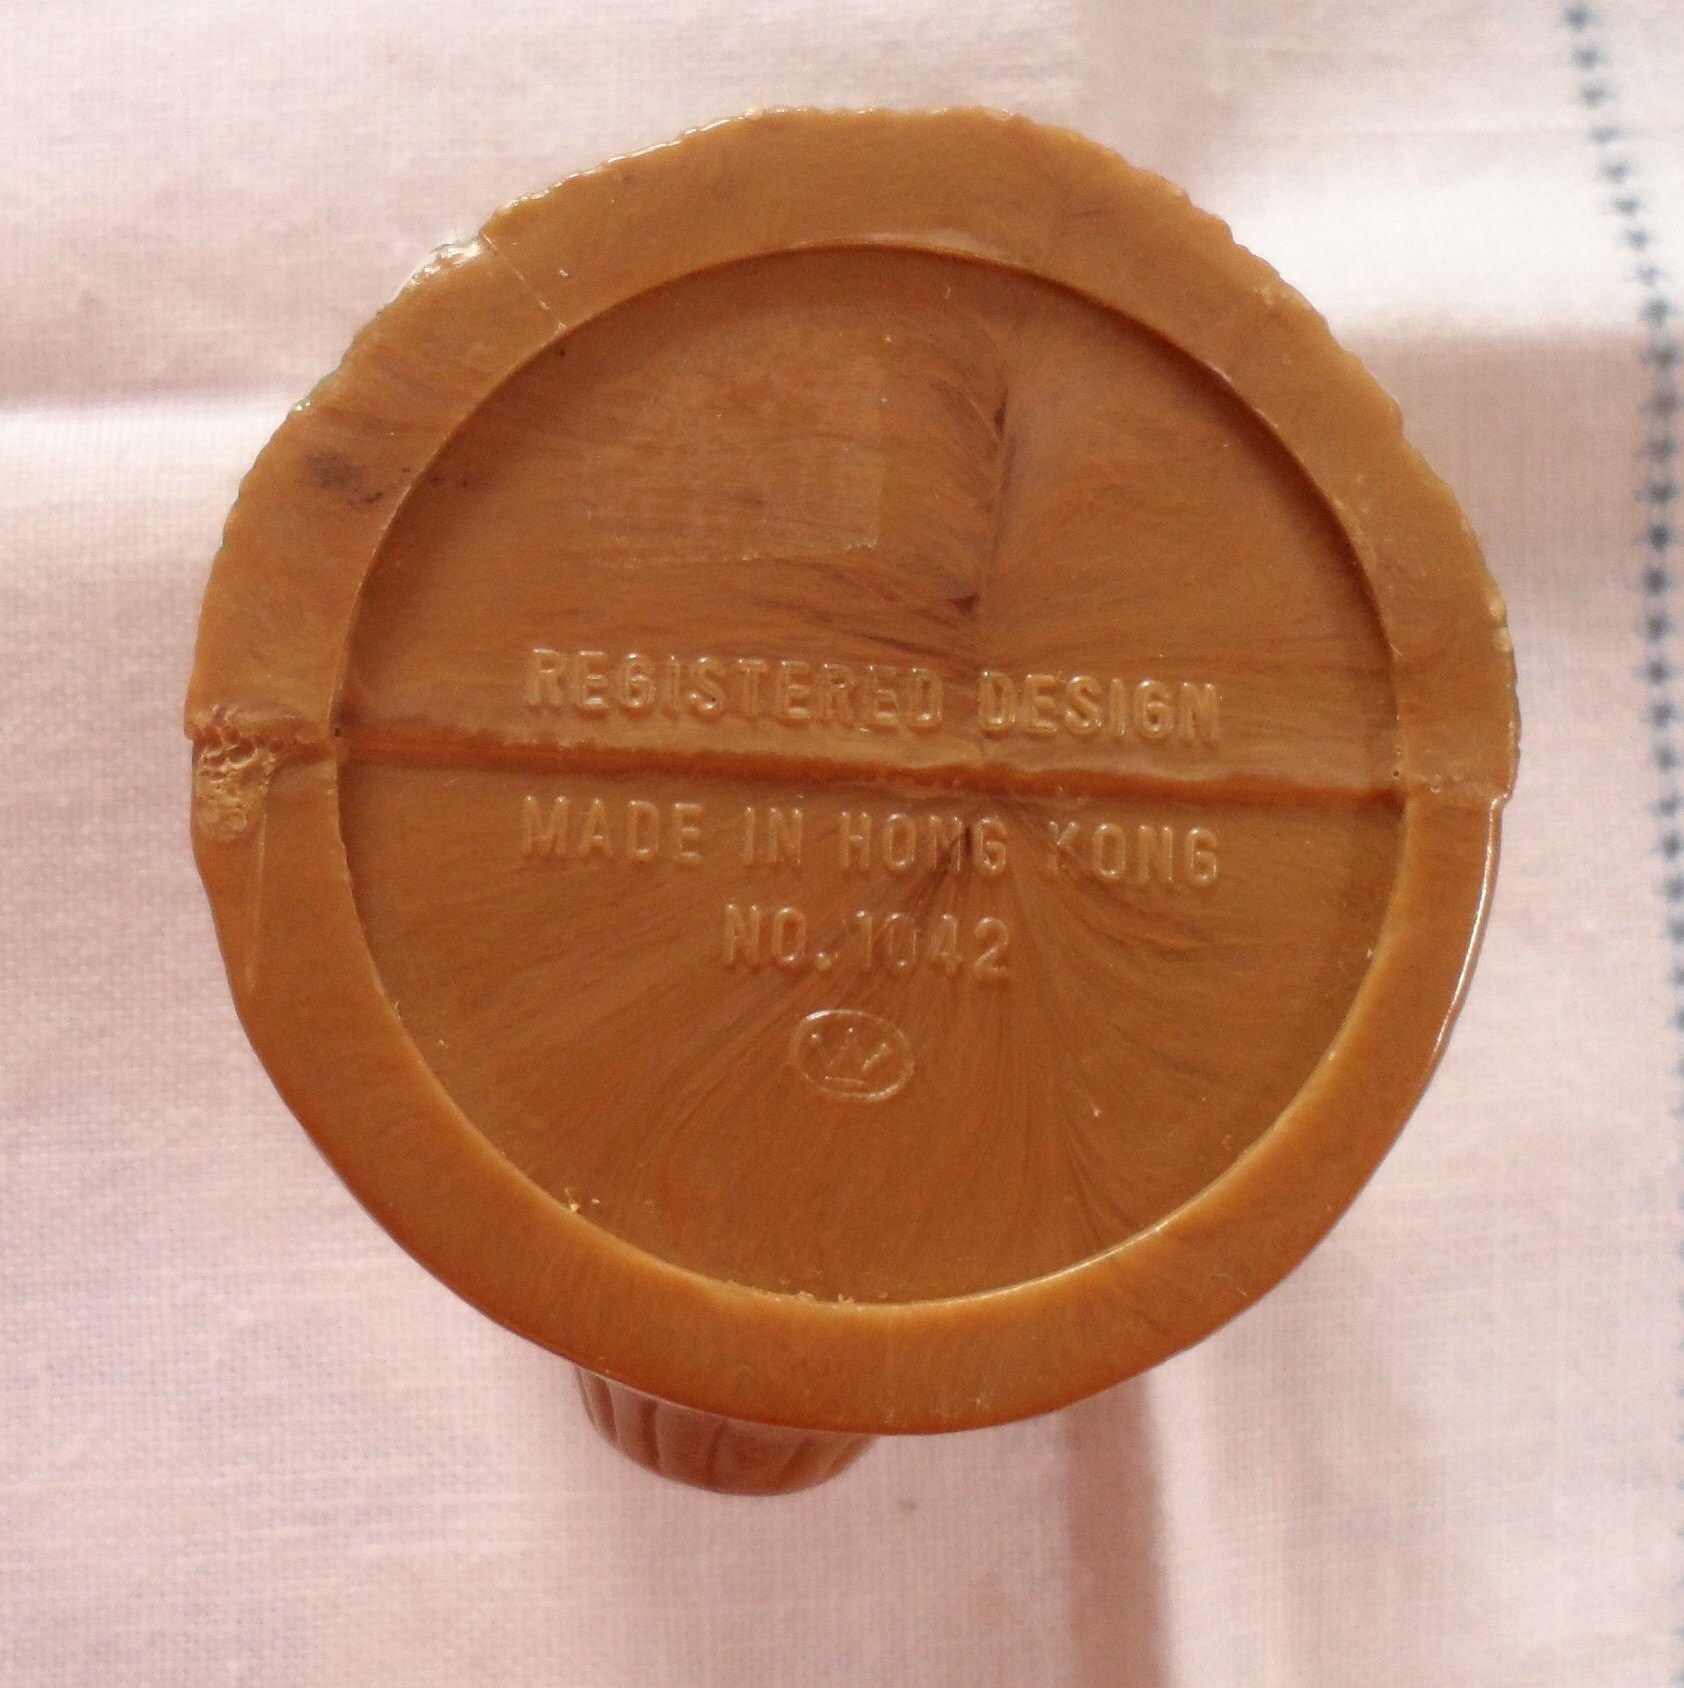 REGISTERED DESIGN
MADE IN HONG KONG
NO. 1042